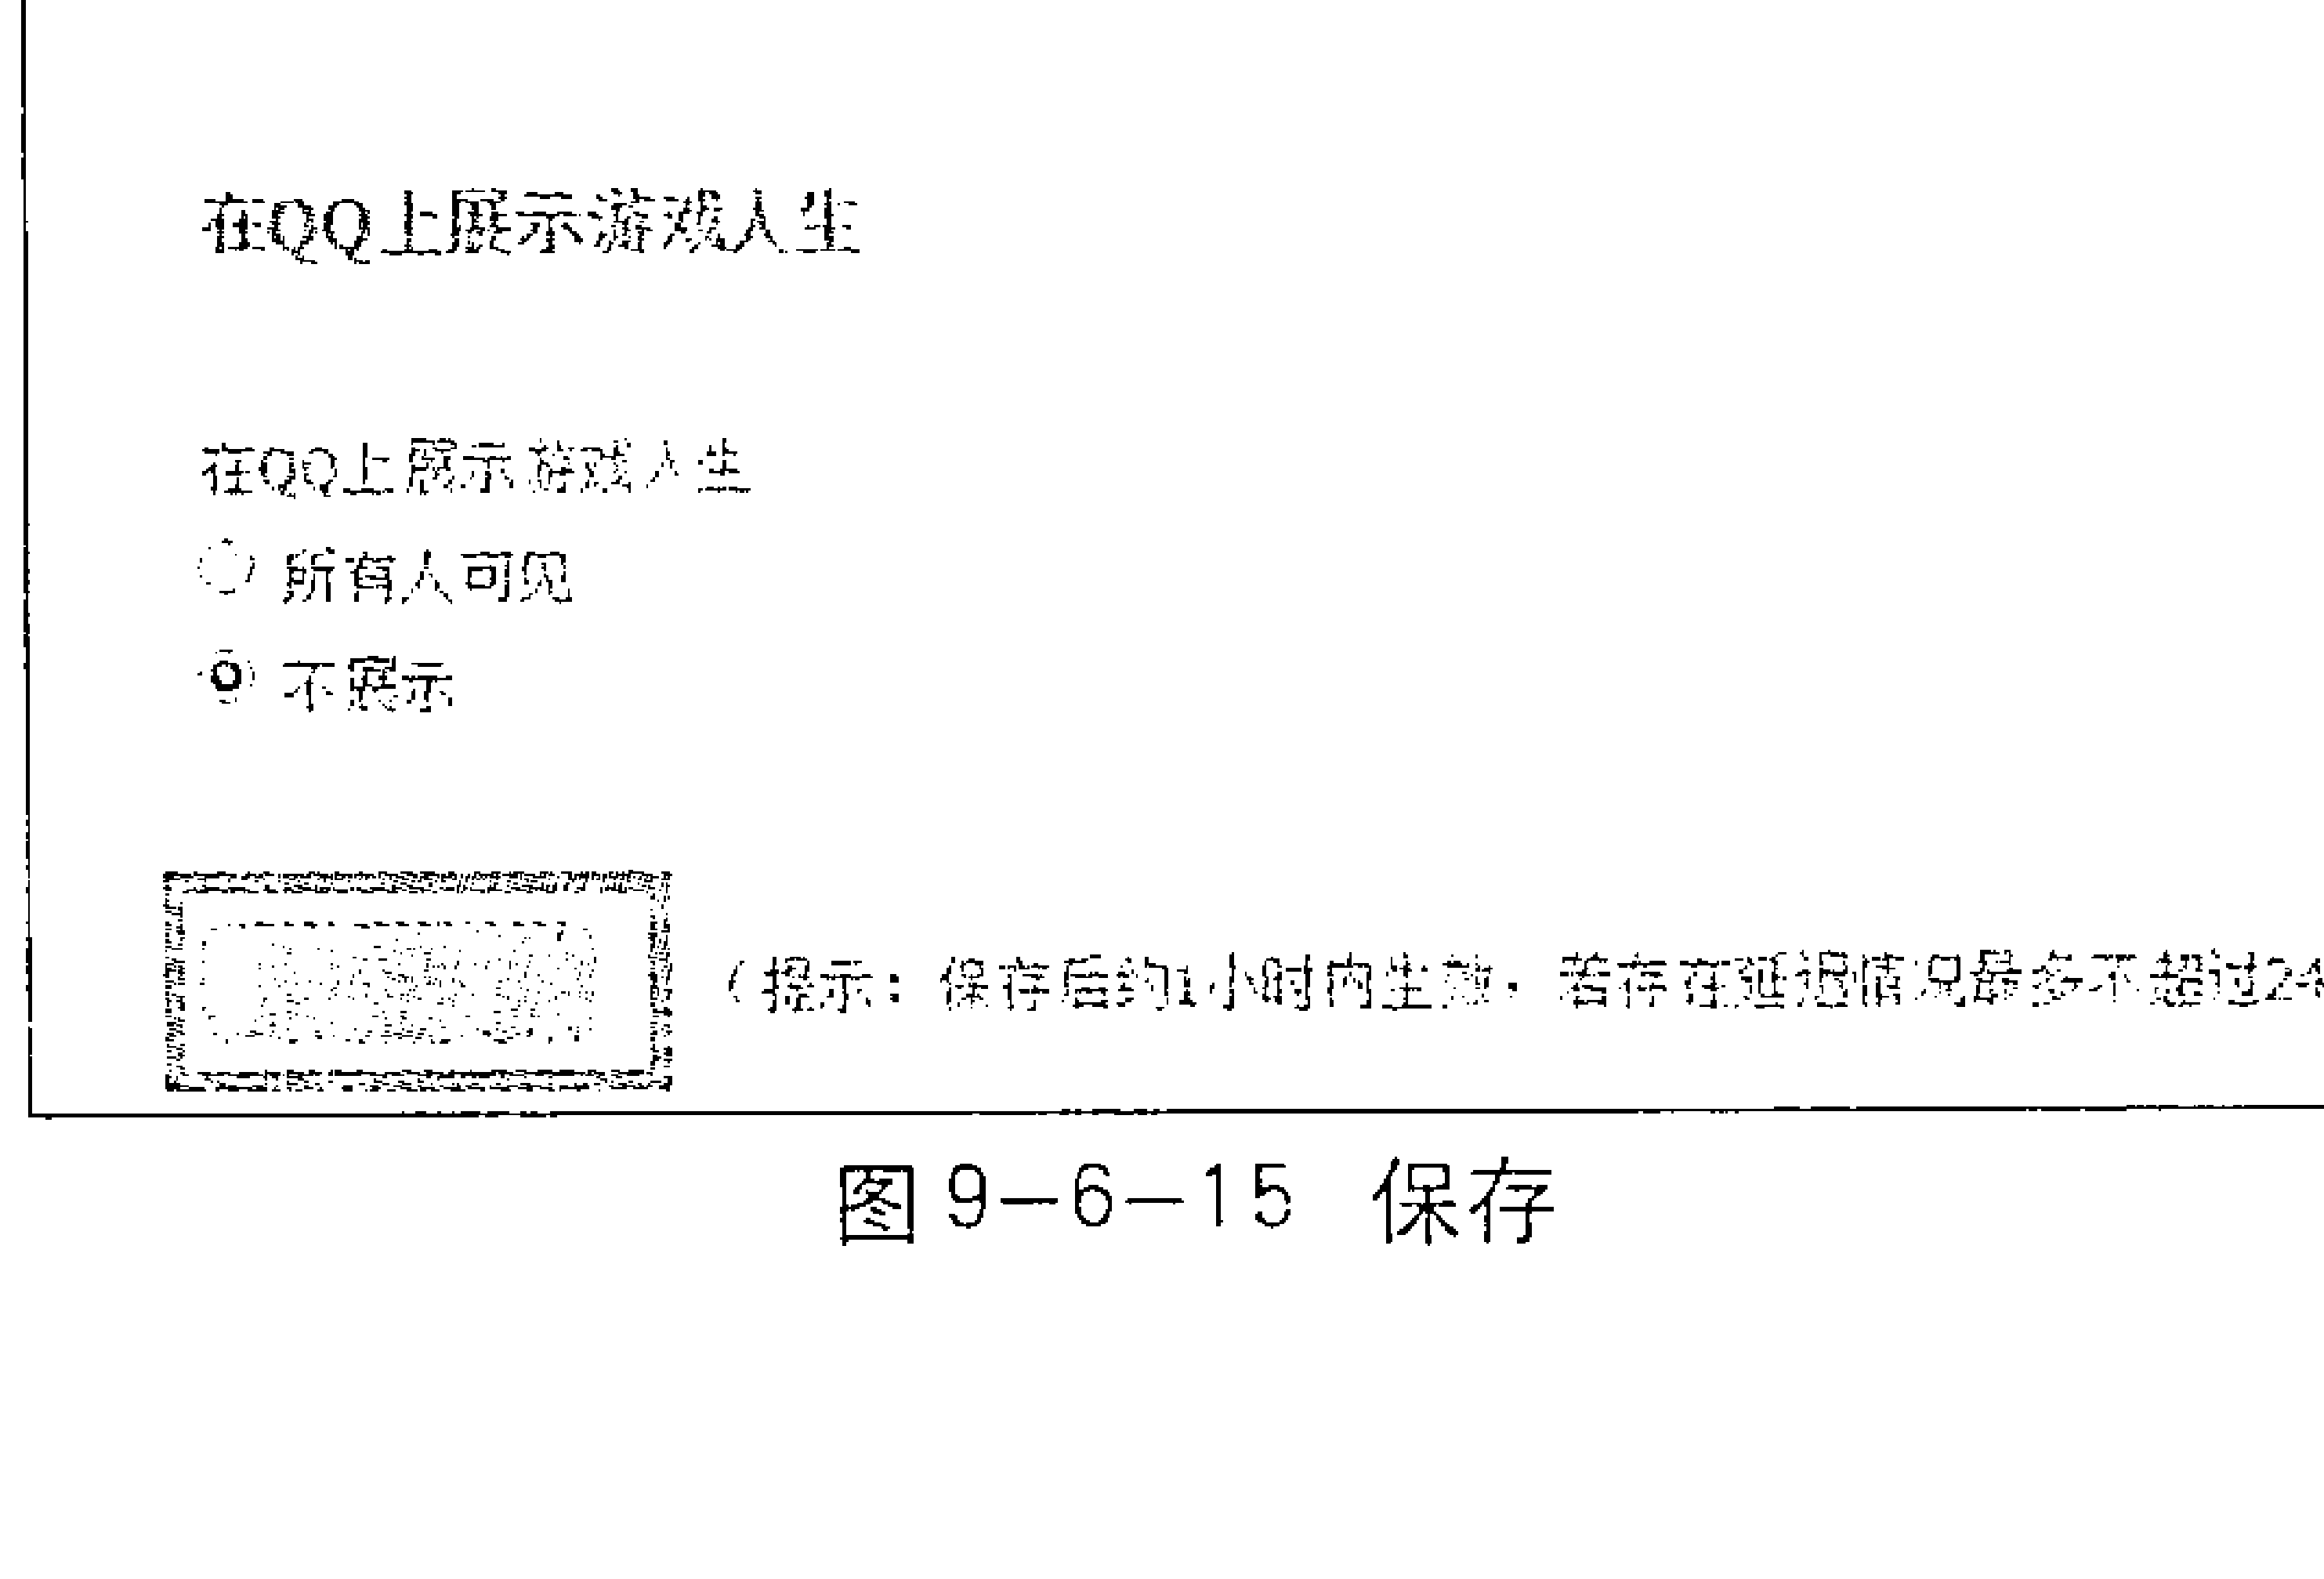 在QQ上展示游戏人生
在QQ上展示游戏人生
所有人可见
不展示
（提示：保存后约1小时内生效，若存在延迟情况最多不超过24
图9-6-15 保存